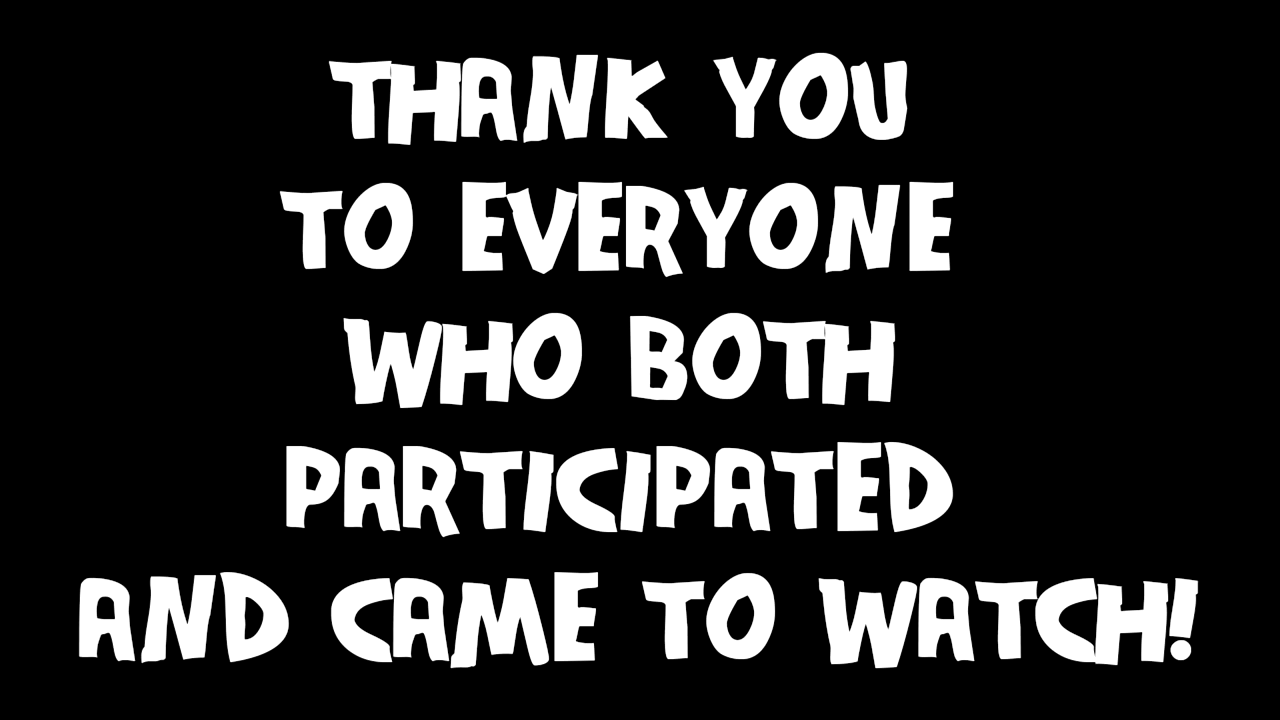 THANK YOU
TO EVERYONE
WHO BOTH
PARTICIPATED
AND CAME TO WATCH!